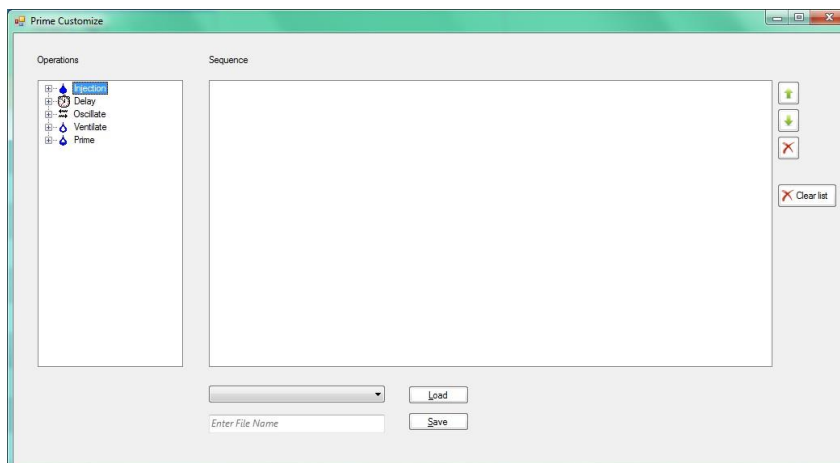 Prime Customize
Operations
Sequence
Injection
Delay
Oscillate
Ventilate
Prime
Clear list
Load
Enter File Name
Save